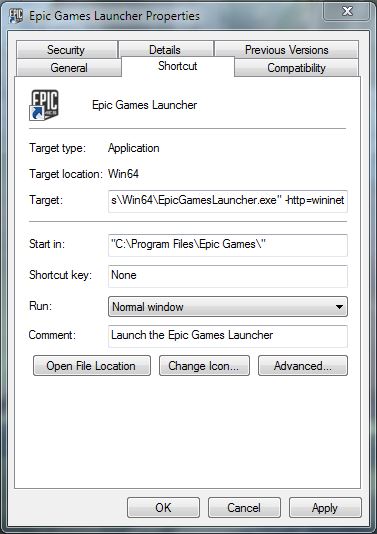 Epic Games Launcher Properties
Security Details Previous Versions
General Shortcut Compatibility
EPIC
Epic Games Launcher
Target type: Application
Target location: Win64
Target: s\Win64\EpicGamesLauncher.exe" -http=wininet
Start in: "C:\Program Files\Epic Games\"
Shortcut key: None
Run: Normal window
Comment: Launch the Epic Games Launcher
Open File Location Change Icon... Advanced...
OK Cancel Apply